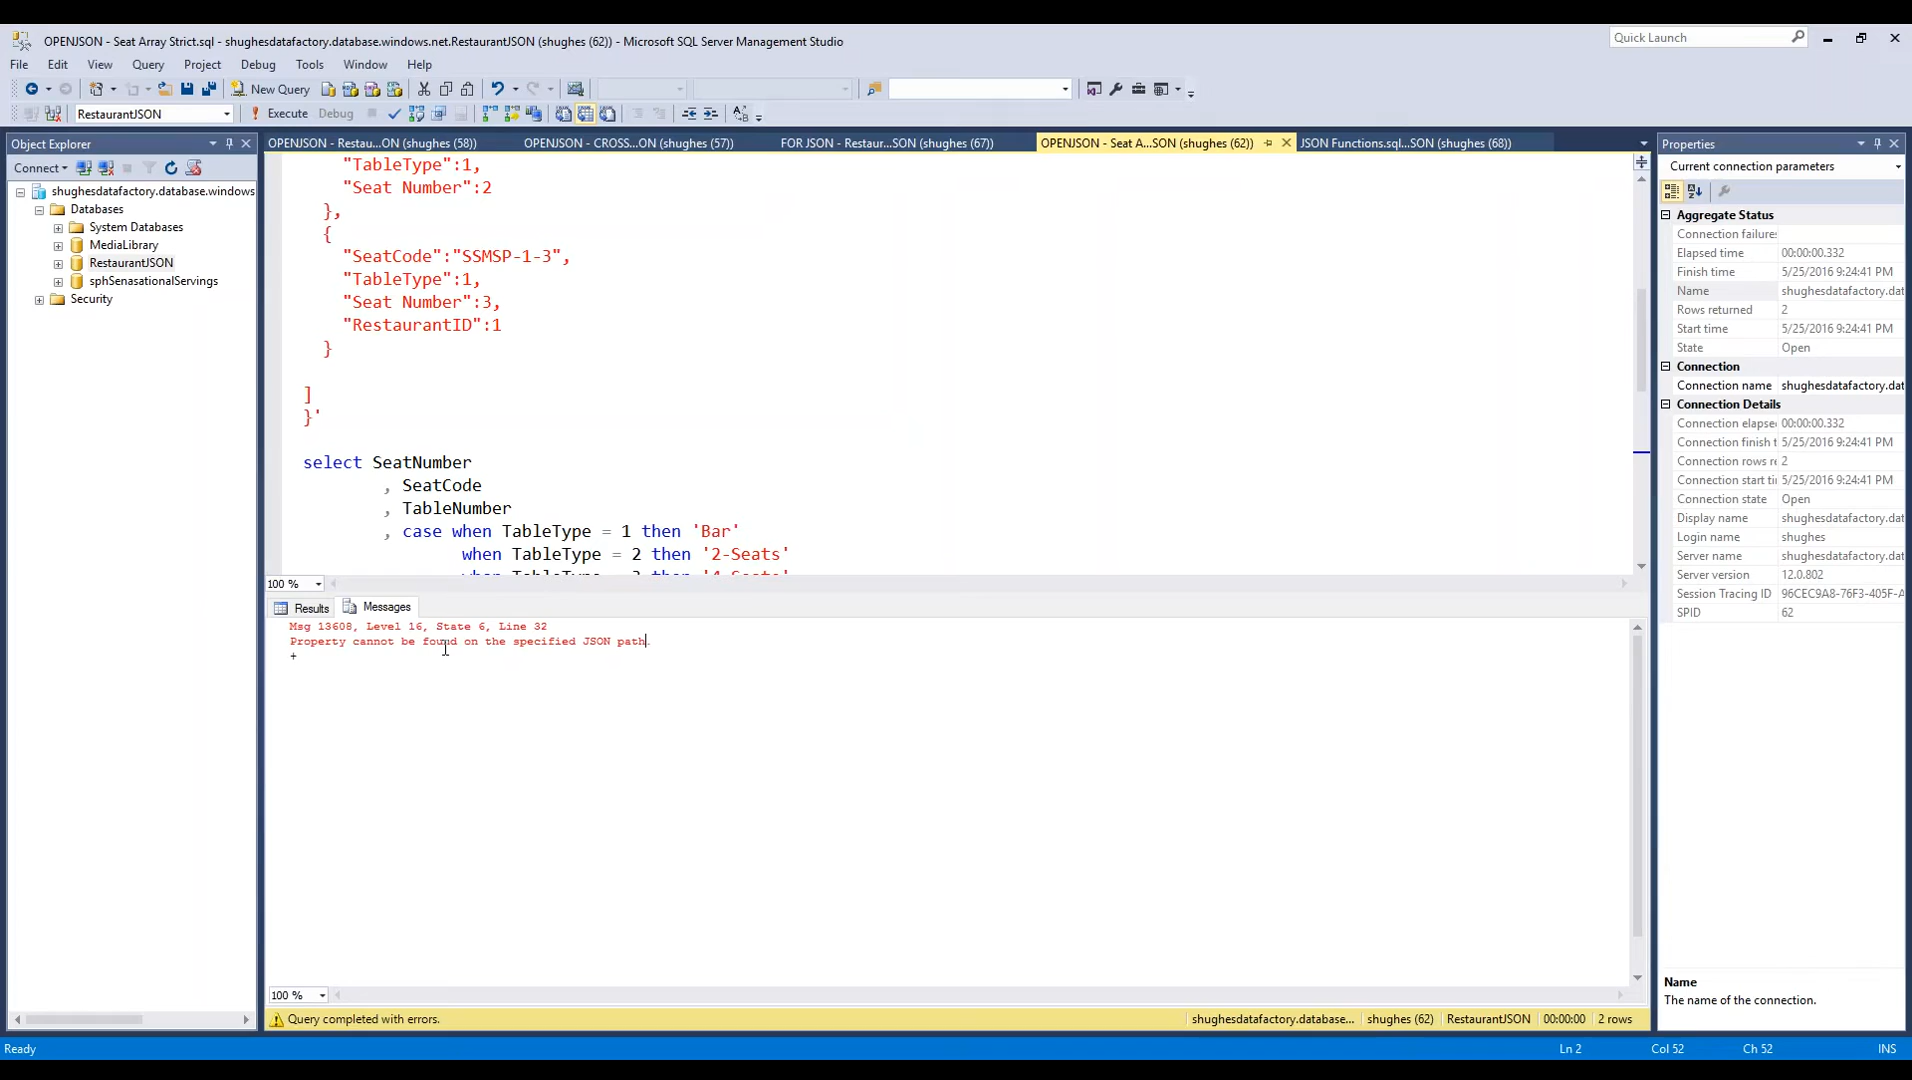 OPENJSON - Seat Array Strict.sql - shughesdatafactory.database.windows.net.RestaurantJSON (shughes (62)) - Microsoft SQL Server Management Studio
Quick Launch
File Edit View Query Project Debug Tools Window Help
New Query
RestaurantJSON
Execute Debug
Object Explorer
Connect
shughesdatafactory.database.windows
Databases
System Databases
MediaLibrary
RestaurantJSON
sphSenasationalServings
Security
OPENJSON - Restau...ON (shughes (58)) OPENJSON - CROSS...ON (shughes (57)) FOR JSON - Restaur...SON (shughes (67)) OPENJSON - Seat A...SON (shughes (62)) JSON Functions.sql...SON (shughes (68))
"TableType":1,
"Seat Number":2
},
{
"SeatCode":"SSMSP-1-3",
"TableType":1,
"Seat Number":3,
"RestaurantID":1
}
]
}'
select SeatNumber
, SeatCode
, TableNumber
, case when TableType = 1 then 'Bar'
when TableType = 2 then '2-Seats'
when TableType = 3 then '4-Seats'
100 %
Results Messages
Msg 13608, Level 16, State 6, Line 32
Property cannot be found on the specified JSON path.
100 %
Query completed with errors.
shughesdatafactory.database... shughes (62) RestaurantJSON 00:00:00 2 rows
Properties
Current connection parameters
Aggregate Status
Connection failure:
Elapsed time 00:00:00.332
Finish time 5/25/2016 9:24:41 PM
Name shughesdatafactory.dat
Rows returned 2
Start time 5/25/2016 9:24:41 PM
State Open
Connection
Connection name shughesdatafactory.dat
Connection Details
Connection elapse 00:00:00.332
Connection finish t 5/25/2016 9:24:41 PM
Connection rows re 2
Connection start ti 5/25/2016 9:24:41 PM
Connection state Open
Display name shughesdatafactory.dat
Login name shughes
Server name shughesdatafactory.dat
Server version 12.0.802
Session Tracing ID 96CEC9A8-76F3-405F-A
SPID 62
Name
The name of the connection.
Ready
Ln 2 Col 52 Ch 52 INS